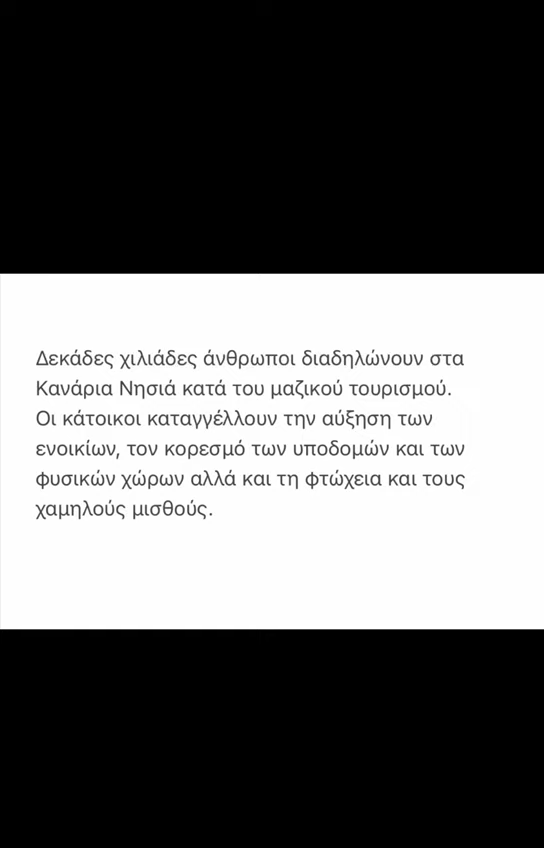 Δεκάδες χιλιάδες άνθρωποι διαδηλώνουν στα
Κανάρια Νησιά κατά του μαζικού τουρισμού.
Οι κάτοικοι καταγγέλλουν την αύξηση των
ενοικίων, τον κορεσμό των υποδομών και των
φυσικών χώρων αλλά και τη φτώχεια και τους
χαμηλούς μισθούς.